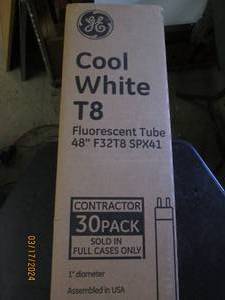 GE
Cool
White
T8
Fluorescent Tube
48" F32T8 SPX41
CONTRACTOR
30PACK
SOLD IN
FULL CASES ONLY
1" diameter
Assembled in USA
03/17/2024